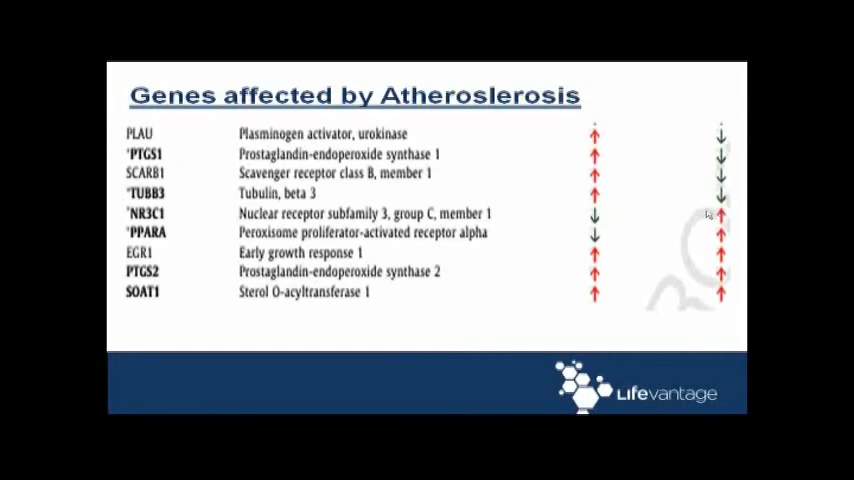 Genes affected by Atheroslerosis
PLAU Plasminogen activator, urokinase ↑ ↓
*PTGS1 Prostaglandin-endoperoxide synthase 1 ↑ ↓
SCARB1 Scavenger receptor class B, member 1 ↑ ↓
*TUBB3 Tubulin, beta 3 ↑ ↓
*NR3C1 Nuclear receptor subfamily 3, group C, member 1 ↓ ↑
*PPARA Peroxisome proliferator-activated receptor alpha ↓ ↑
EGR1 Early growth response 1 ↑ ↑
PTGS2 Prostaglandin-endoperoxide synthase 2 ↑ ↑
SOAT1 Sterol O-acyltransferase 1 ↑ ↑
Lifevantage